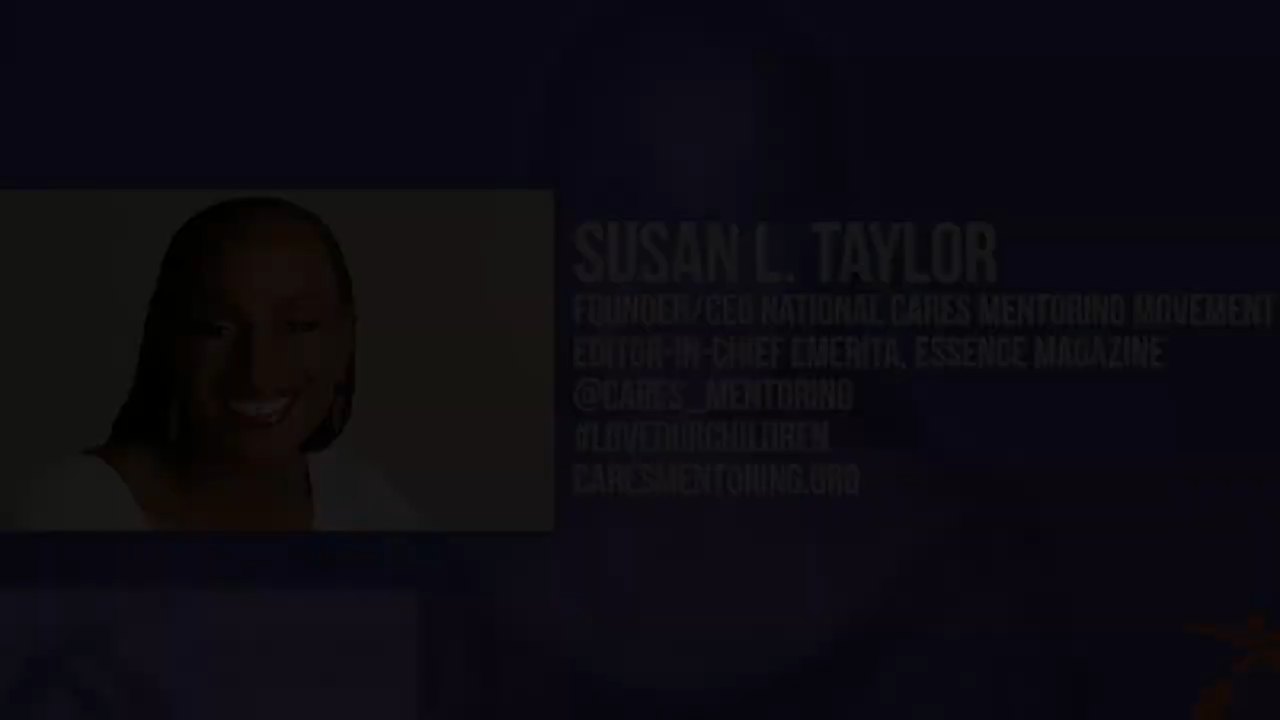 SUSAN L. TAYLOR
FOUNDER/CEO NATIONAL CARES MENTORING MOVEMENT
EDITOR-IN-CHIEF EMERITA, ESSENCE MAGAZINE
@CARES_MENTORING
#LOVEOURCHILDREN
CARESMENTORING.ORG